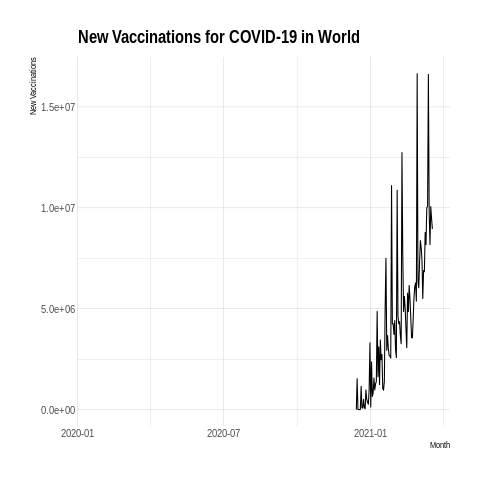 New Vaccinations for COVID-19 in World
New Vaccinations
1.5e+07
1.0e+07
5.0e+06
0.0e+00
2020-01
2020-07
2021-01
Month